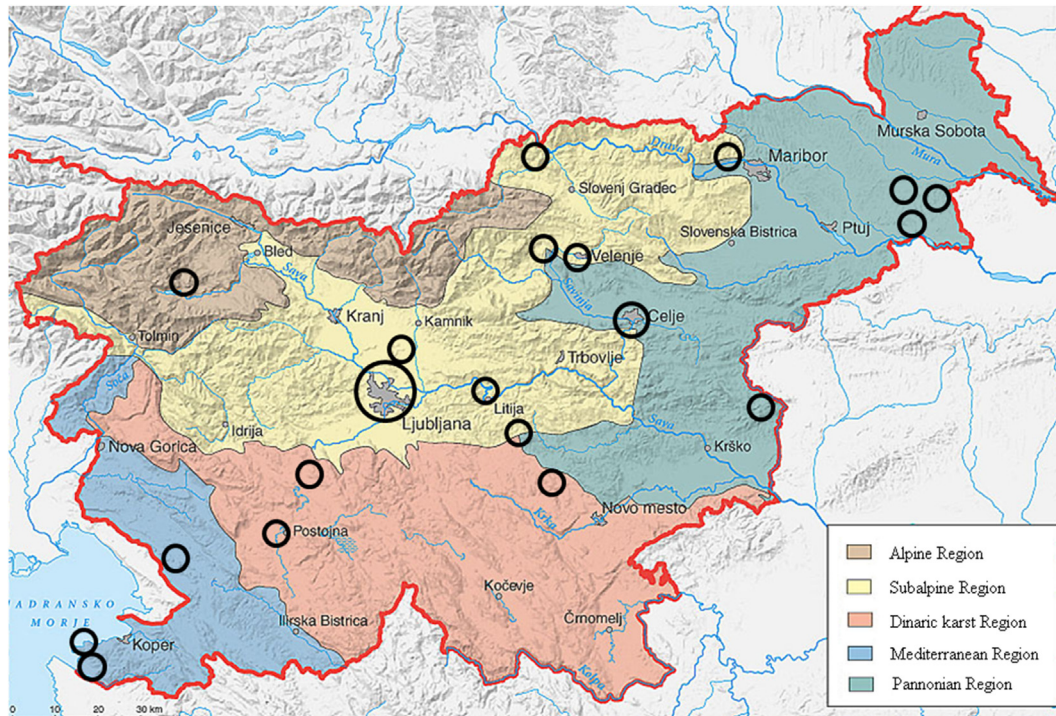 Murska Sobota
Mura
Drava
Maribor
Slovenj Gradec
Jesenice
Bled
Sava
Slovenska Bistrica
Ptuj
Velenje
Savinja
Kranj
Kamnik
Celje
Tolmin
Trbovlje
Soča
Ljubljana
Litija
Idrija
Sava
Nova Gorica
Krško
Krka
Novo mesto
Postojna
Kočevje
JADRANSKO
MORJE
Koper
Ilirska Bistrica
Črnomelj
Kolpa
0 10 20 30 km
Alpine Region
Subalpine Region
Dinaric karst Region
Mediterranean Region
Pannonian Region